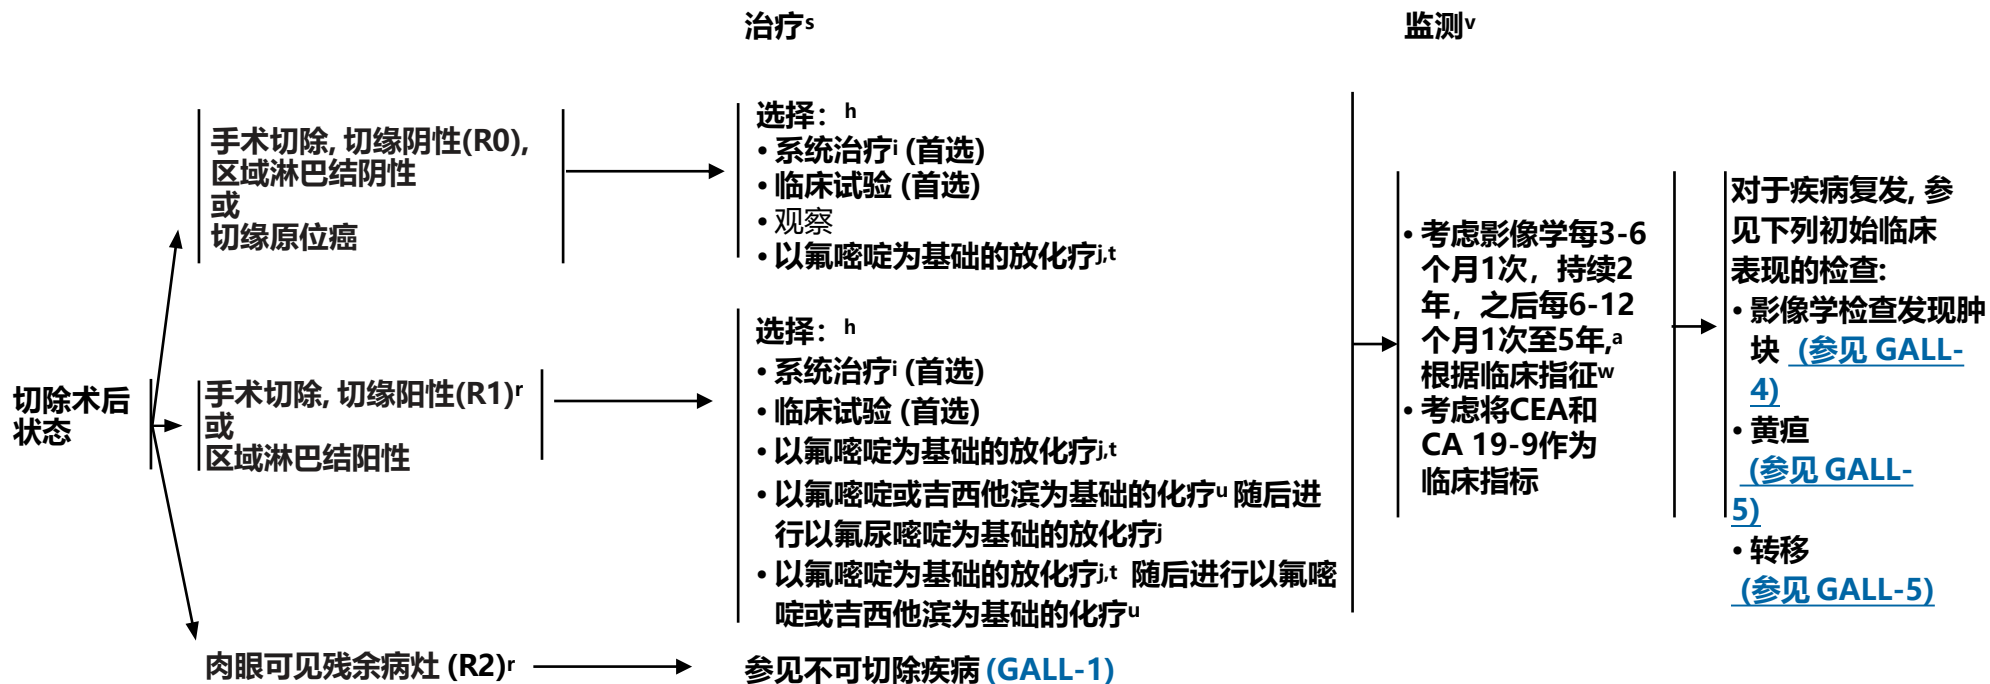 治疗s
监测v
手术切除, 切缘阴性(R0),
区域淋巴结阴性
或
切缘原位癌
选择：h
• 系统治疗i (首选)
• 临床试验 (首选)
• 观察
• 以氟嘧啶为基础的放化疗j,t
切除术后
状态
手术切除, 切缘阳性(R1)r
或
区域淋巴结阳性
选择：h
• 系统治疗i (首选)
• 临床试验 (首选)
• 以氟嘧啶为基础的放化疗j,t
• 以氟嘧啶或吉西他滨为基础的化疗u 随后进
行以氟尿嘧啶为基础的放化疗j
• 以氟嘧啶为基础的放化疗j,t 随后进行以氟嘧
啶或吉西他滨为基础的化疗u
肉眼可见残余病灶 (R2)r
参见不可切除疾病 (GALL-1)
• 考虑影像学每3-6
个月1次，持续2
年，之后每6-12
个月1次至5年,a
根据临床指征w
• 考虑将CEA和
CA 19-9作为
临床指标
对于疾病复发, 参
见下列初始临床
表现的检查:
• 影像学检查发现肿
块 (参见 GALL-
4)
• 黄疸
(参见 GALL-
5)
• 转移
(参见 GALL-5)